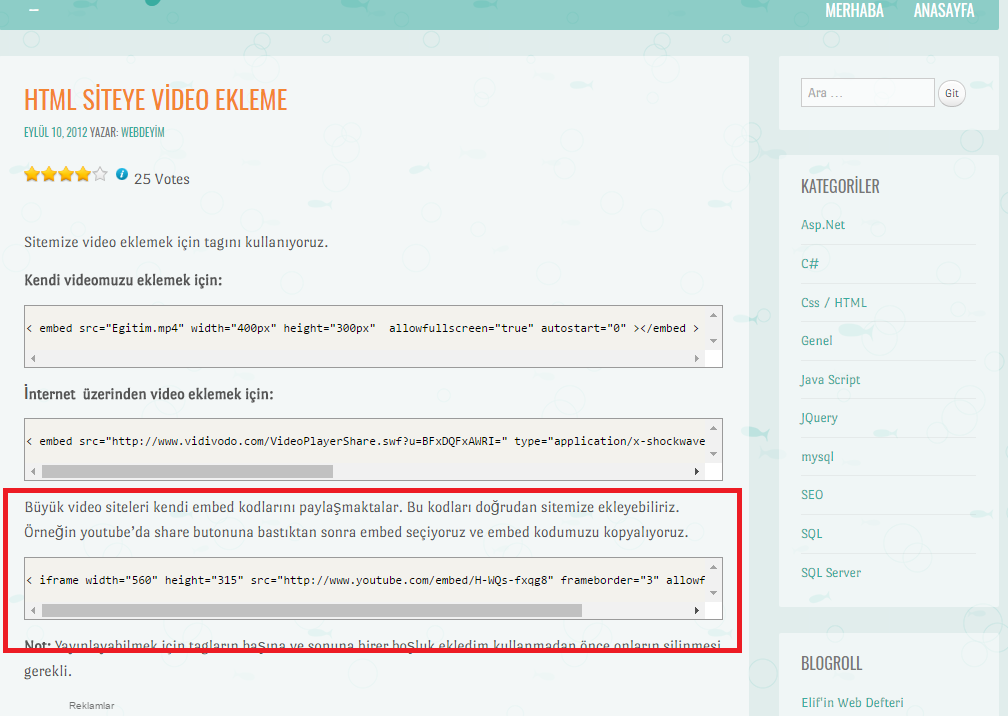 MERHABA ANASAYFA
HTML SİTEYE VİDEO EKLEME
EYLÜL 10, 2012 YAZAR: WEBDEYIM
25 Votes
Sitemize video eklemek için tagını kullanıyoruz.
Kendi videomuzu eklemek için:
< embed src="Egitim.mp4" width="400px" height="300px"  allowfullscreen="true" autostart="0" ></embed >
İnternet  üzerinden video eklemek için:
< embed src="http://www.vidivodo.com/VideoPlayerShare.swf?u=BFxDQFxAWRI=" type="application/x-shockwave
Büyük video siteleri kendi embed kodlarını paylaşmaktalar. Bu kodları doğrudan sitemize ekleyebiliriz.
Örneğin youtube’da share butonuna bastıktan sonra embed seçiyoruz ve embed kodumuzu kopyalıyoruz.
< iframe width="560" height="315" src="http://www.youtube.com/embed/H-WQs-fxqg8" frameborder="3" allowf
Not: Yayınlayabilmek için tagların başına ve sonuna birer boşluk ekledim kullanmadan önce onların silinmesi
gerekli.
Reklamlar
Ara …
Git
KATEGORİLER
Asp.Net
C#
Css / HTML
Genel
Java Script
JQuery
mysql
SEO
SQL
SQL Server
BLOGROLL
Elif'in Web Defteri